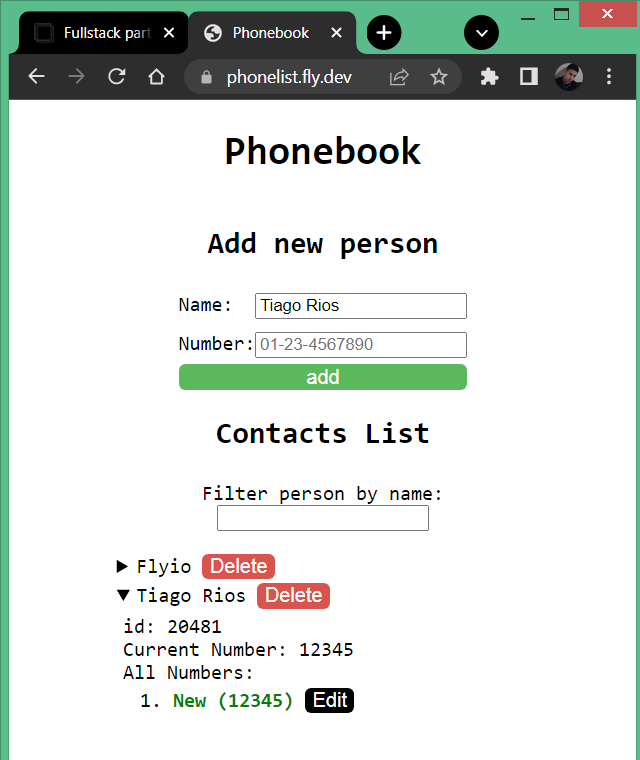 Fullstack part
Phonebook
phonelist.fly.dev
Phonebook
Add new person
Name: Tiago Rios
Number: 01-23-4567890
add
Contacts List
Filter person by name:
Flyio Delete
Tiago Rios Delete
id: 20481
Current Number: 12345
All Numbers:
1. New (12345) Edit